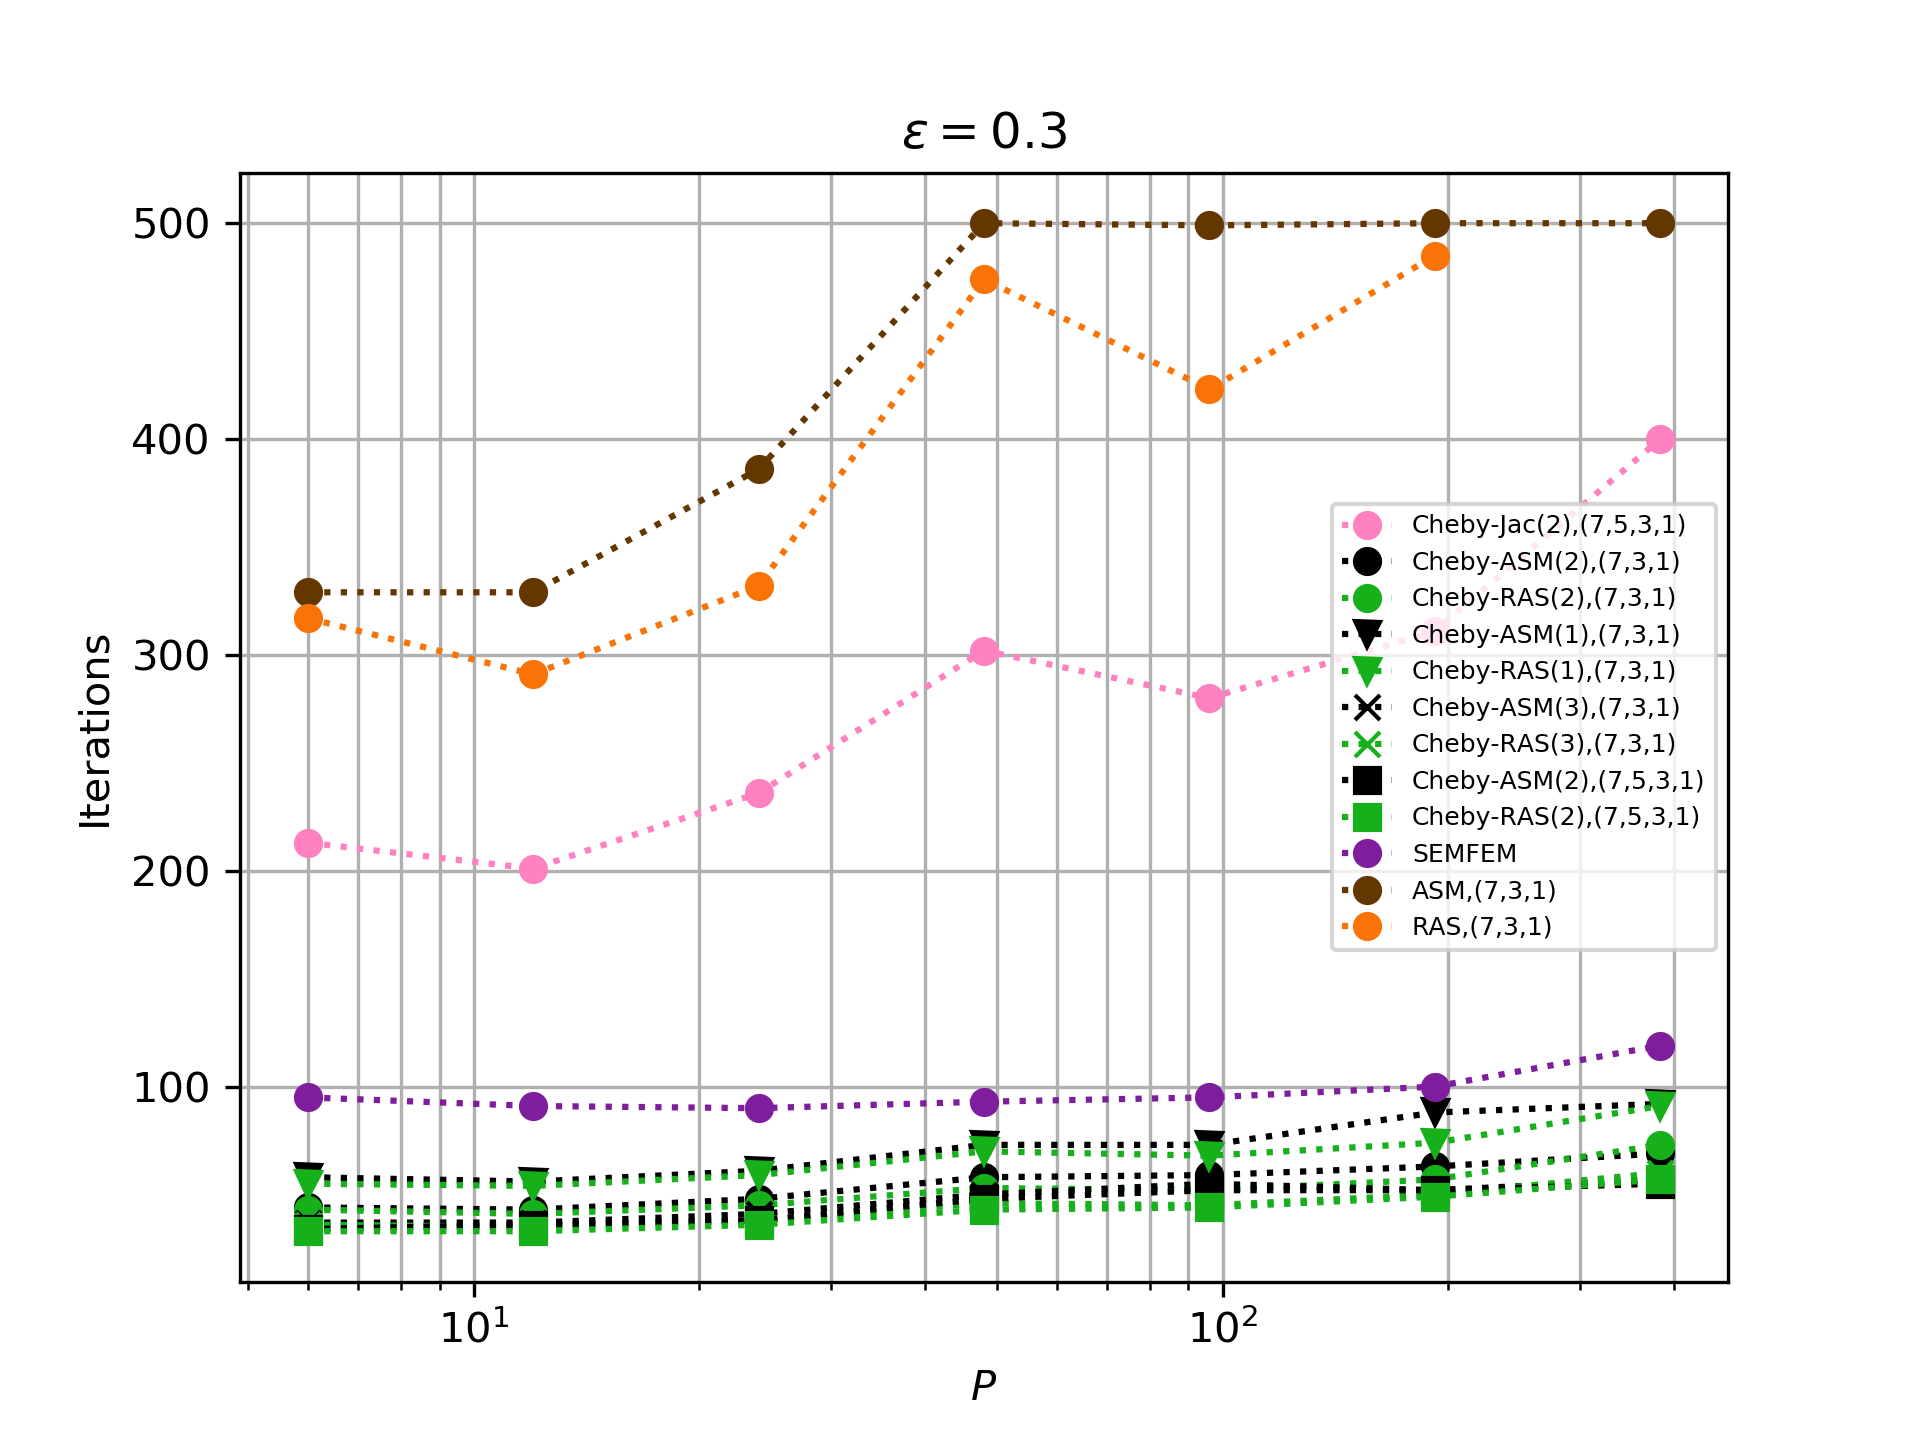 ε = 0.3
500
400
300
200
100
Iterations
10¹
10²
P
Cheby-Jac(2),(7,5,3,1)
Cheby-ASM(2),(7,3,1)
Cheby-RAS(2),(7,3,1)
Cheby-ASM(1),(7,3,1)
Cheby-RAS(1),(7,3,1)
Cheby-ASM(3),(7,3,1)
Cheby-RAS(3),(7,3,1)
Cheby-ASM(2),(7,5,3,1)
Cheby-RAS(2),(7,5,3,1)
SEMFEM
ASM,(7,3,1)
RAS,(7,3,1)